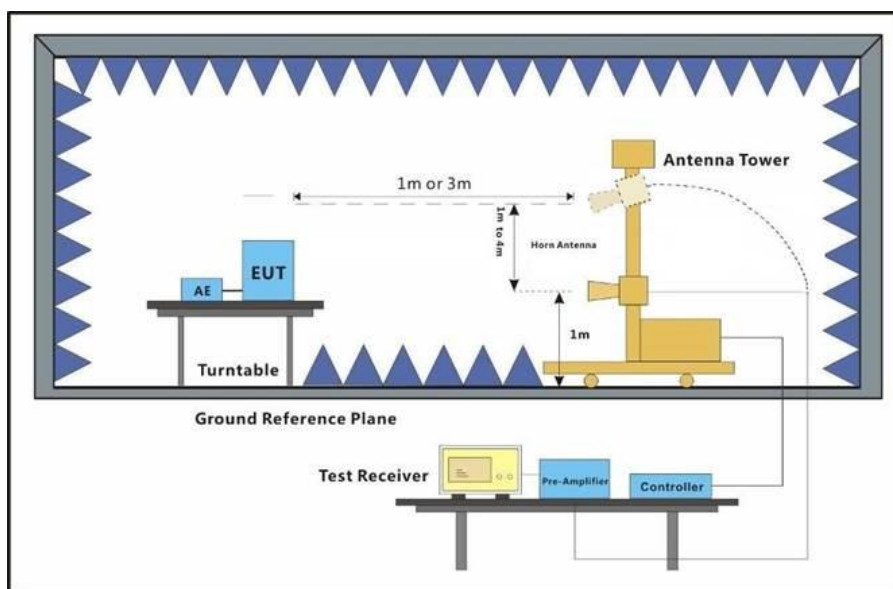 Antenna Tower
1m or 3m
1m to 4m
Horn Antenna
EUT
AE
1m
Turntable
Ground Reference Plane
Test Receiver
Pre-Amplifier
Controller